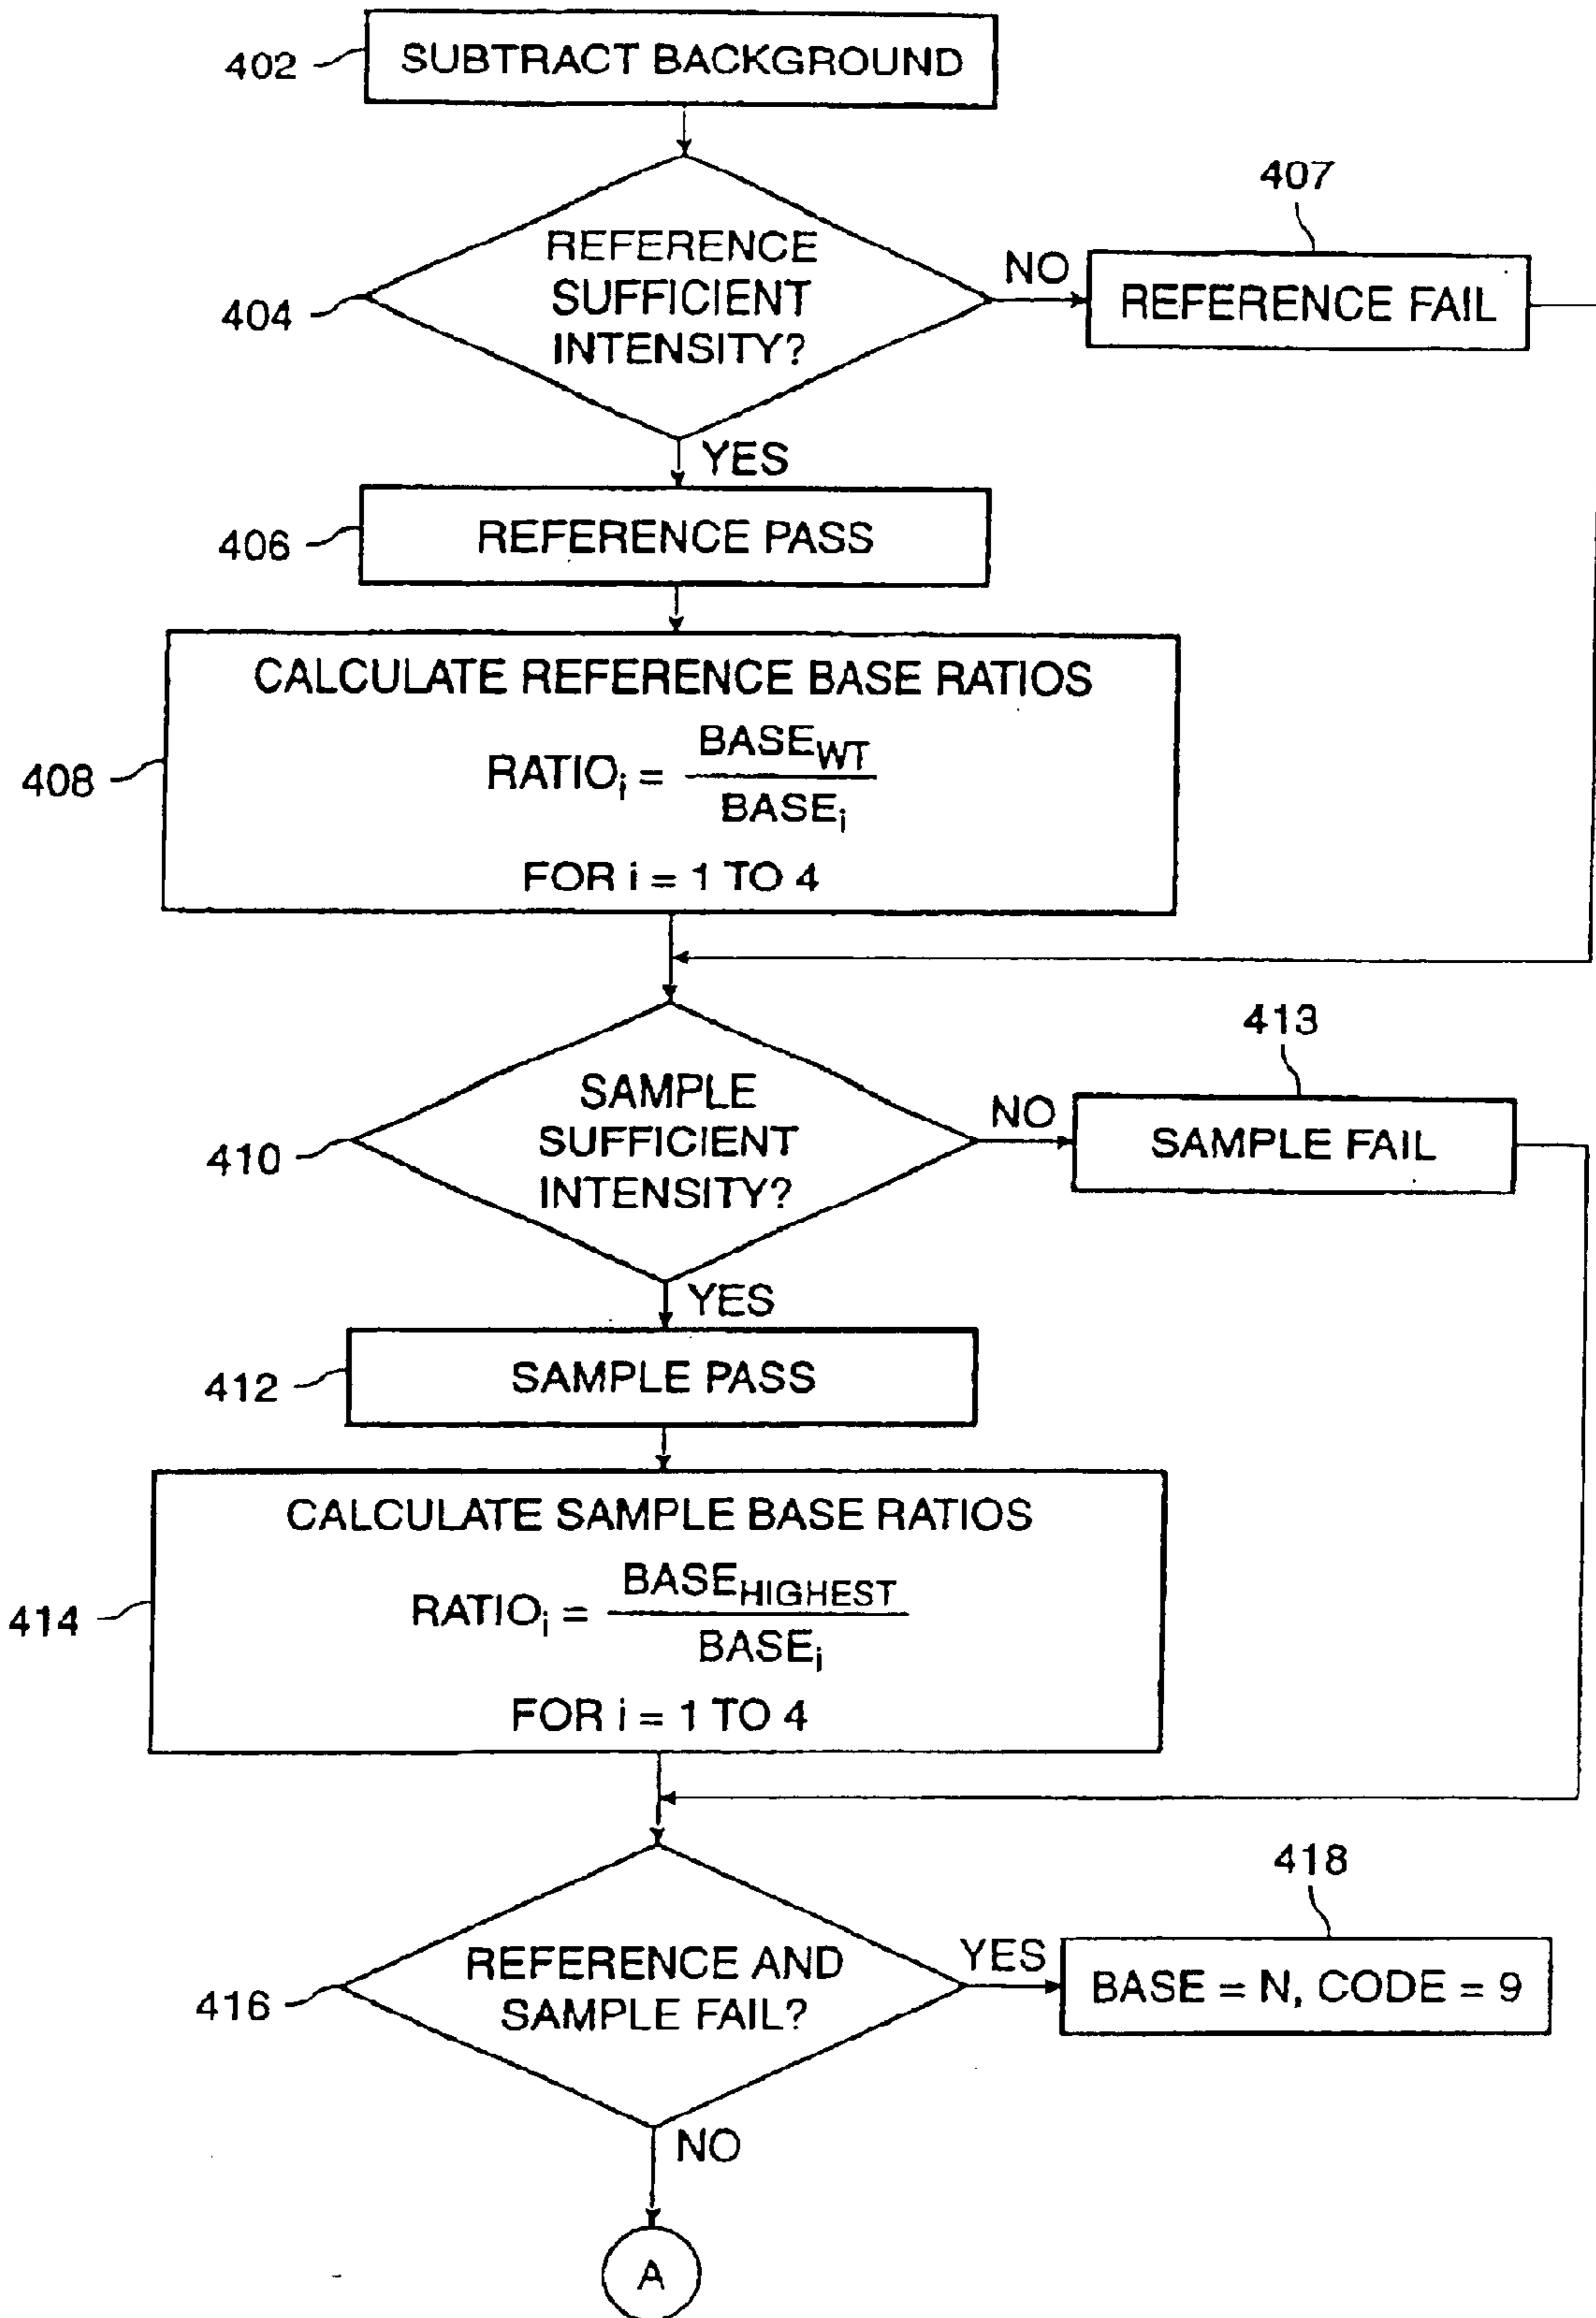 402
SUBTRACT BACKGROUND
407
REFERENCE
SUFFICIENT
INTENSITY?
404
NO
REFERENCE FAIL
YES
406
REFERENCE PASS
CALCULATE REFERENCE BASE RATIOS
408
RATIOi = BASEWT / BASEi
FOR i = 1 TO 4
413
SAMPLE
SUFFICIENT
INTENSITY?
410
NO
SAMPLE FAIL
YES
412
SAMPLE PASS
CALCULATE SAMPLE BASE RATIOS
414
RATIOi = BASEHIGHEST / BASEi
FOR i = 1 TO 4
418
416
REFERENCE AND
SAMPLE FAIL?
YES
BASE = N, CODE = 9
NO
A